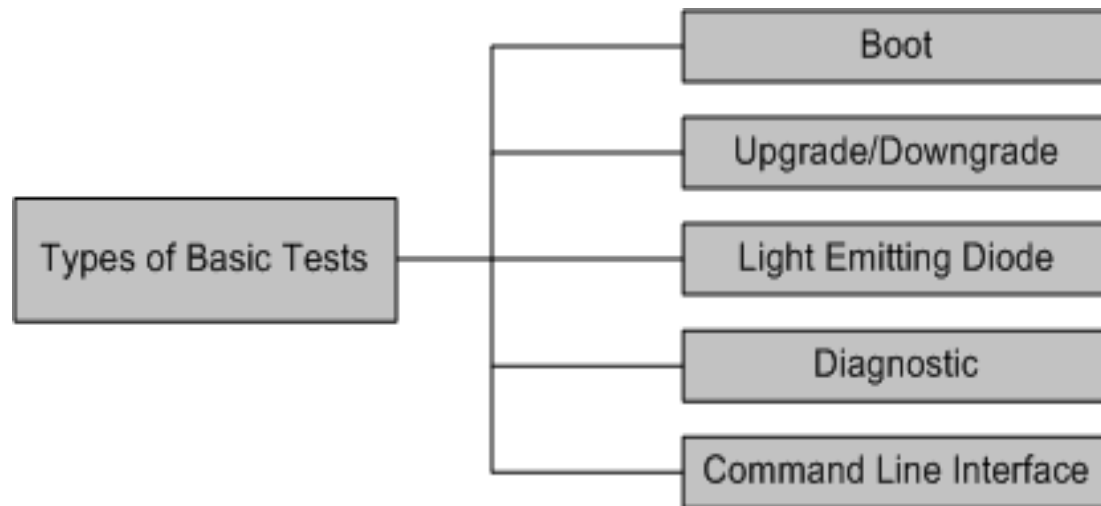 Types of Basic Tests
Boot
Upgrade/Downgrade
Light Emitting Diode
Diagnostic
Command Line Interface